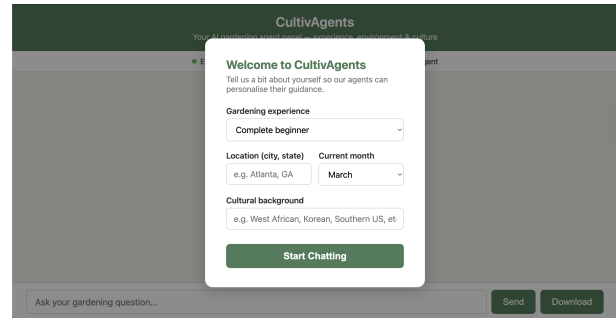 CultivAgents
Your AI gardening agent panel — experience, environment & culture
Welcome to CultivAgents
Tell us a bit about yourself so our agents can
personalise their guidance.
Gardening experience
Complete beginner
Location (city, state) Current month
e.g. Atlanta, GA March
Cultural background
e.g. West African, Korean, Southern US, et
Start Chatting
Ask your gardening question... Send Download